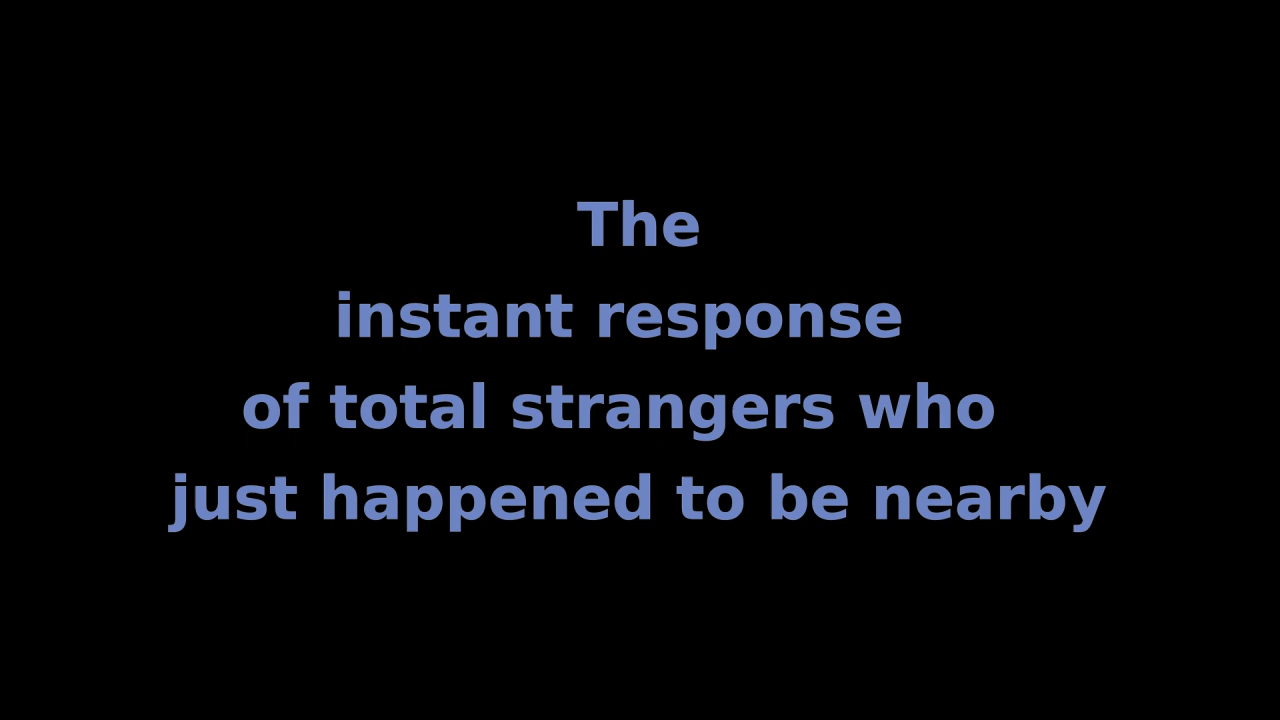 The
instant response
of total strangers who
just happened to be nearby